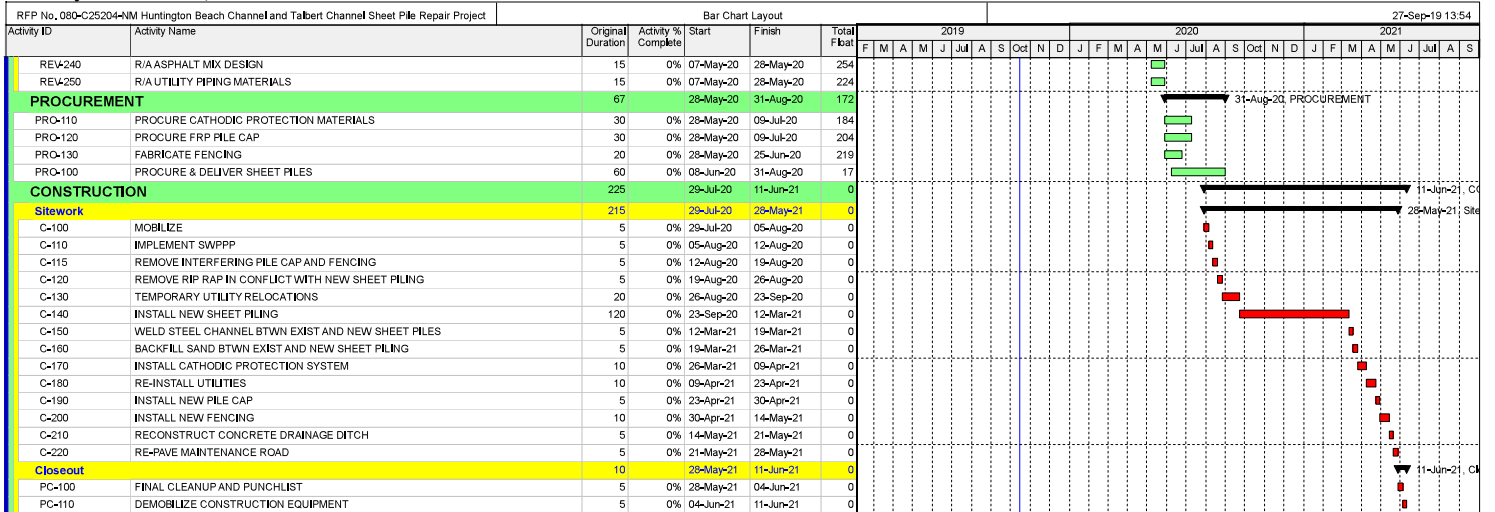 RFP No. 080-C25204-NM Huntington Beach Channel and Talbert Channel Sheet Pile Repair Project Bar Chart Layout 27-Sep-19 13:54
Activity ID Activity Name Original Duration Activity % Complete Start Finish Total Float 2019 2020 2021
F M A M J Jul A S Oct N D J F M A M J Jul A S Oct N D J F M A M J Jul A S
REV-240 R/A ASPHALT MIX DESIGN 15 0% 07-May-20 28-May-20 254
REV-250 R/A UTILITY PIPING MATERIALS 15 0% 07-May-20 28-May-20 224
PROCUREMENT 67 28-May-20 31-Aug-20 172 31-Aug-20, PROCUREMENT
PRO-110 PROCURE CATHODIC PROTECTION MATERIALS 30 0% 28-May-20 09-Jul-20 184
PRO-120 PROCURE FRP PILE CAP 30 0% 28-May-20 09-Jul-20 204
PRO-130 FABRICATE FENCING 20 0% 28-May-20 25-Jun-20 219
PRO-100 PROCURE & DELIVER SHEET PILES 60 0% 08-Jun-20 31-Aug-20 17
CONSTRUCTION 225 29-Jul-20 11-Jun-21 0 11-Jun-21, CO
Sitework 215 29-Jul-20 28-May-21 0 28-May-21, Site
C-100 MOBILIZE 5 0% 29-Jul-20 05-Aug-20 0
C-110 IMPLEMENT SWPPP 5 0% 05-Aug-20 12-Aug-20 0
C-115 REMOVE INTERFERING PILE CAP AND FENCING 5 0% 12-Aug-20 19-Aug-20 0
C-120 REMOVE RIP RAP IN CONFLICT WITH NEW SHEET PILING 5 0% 19-Aug-20 26-Aug-20 0
C-130 TEMPORARY UTILITY RELOCATIONS 20 0% 26-Aug-20 23-Sep-20 0
C-140 INSTALL NEW SHEET PILING 120 0% 23-Sep-20 12-Mar-21 0
C-150 WELD STEEL CHANNEL BTWN EXIST AND NEW SHEET PILES 5 0% 12-Mar-21 19-Mar-21 0
C-160 BACKFILL SAND BTWN EXIST AND NEW SHEET PILING 5 0% 19-Mar-21 26-Mar-21 0
C-170 INSTALL CATHODIC PROTECTION SYSTEM 10 0% 26-Mar-21 09-Apr-21 0
C-180 RE-INSTALL UTILITIES 10 0% 09-Apr-21 23-Apr-21 0
C-190 INSTALL NEW PILE CAP 5 0% 23-Apr-21 30-Apr-21 0
C-200 INSTALL NEW FENCING 10 0% 30-Apr-21 14-May-21 0
C-210 RECONSTRUCT CONCRETE DRAINAGE DITCH 5 0% 14-May-21 21-May-21 0
C-220 RE-PAVE MAINTENANCE ROAD 5 0% 21-May-21 28-May-21 0
Closeout 10 28-May-21 11-Jun-21 0 11-Jun-21, Cl
PC-100 FINAL CLEANUP AND PUNCHLIST 5 0% 28-May-21 04-Jun-21 0
PC-110 DEMOBILIZE CONSTRUCTION EQUIPMENT 5 0% 04-Jun-21 11-Jun-21 0